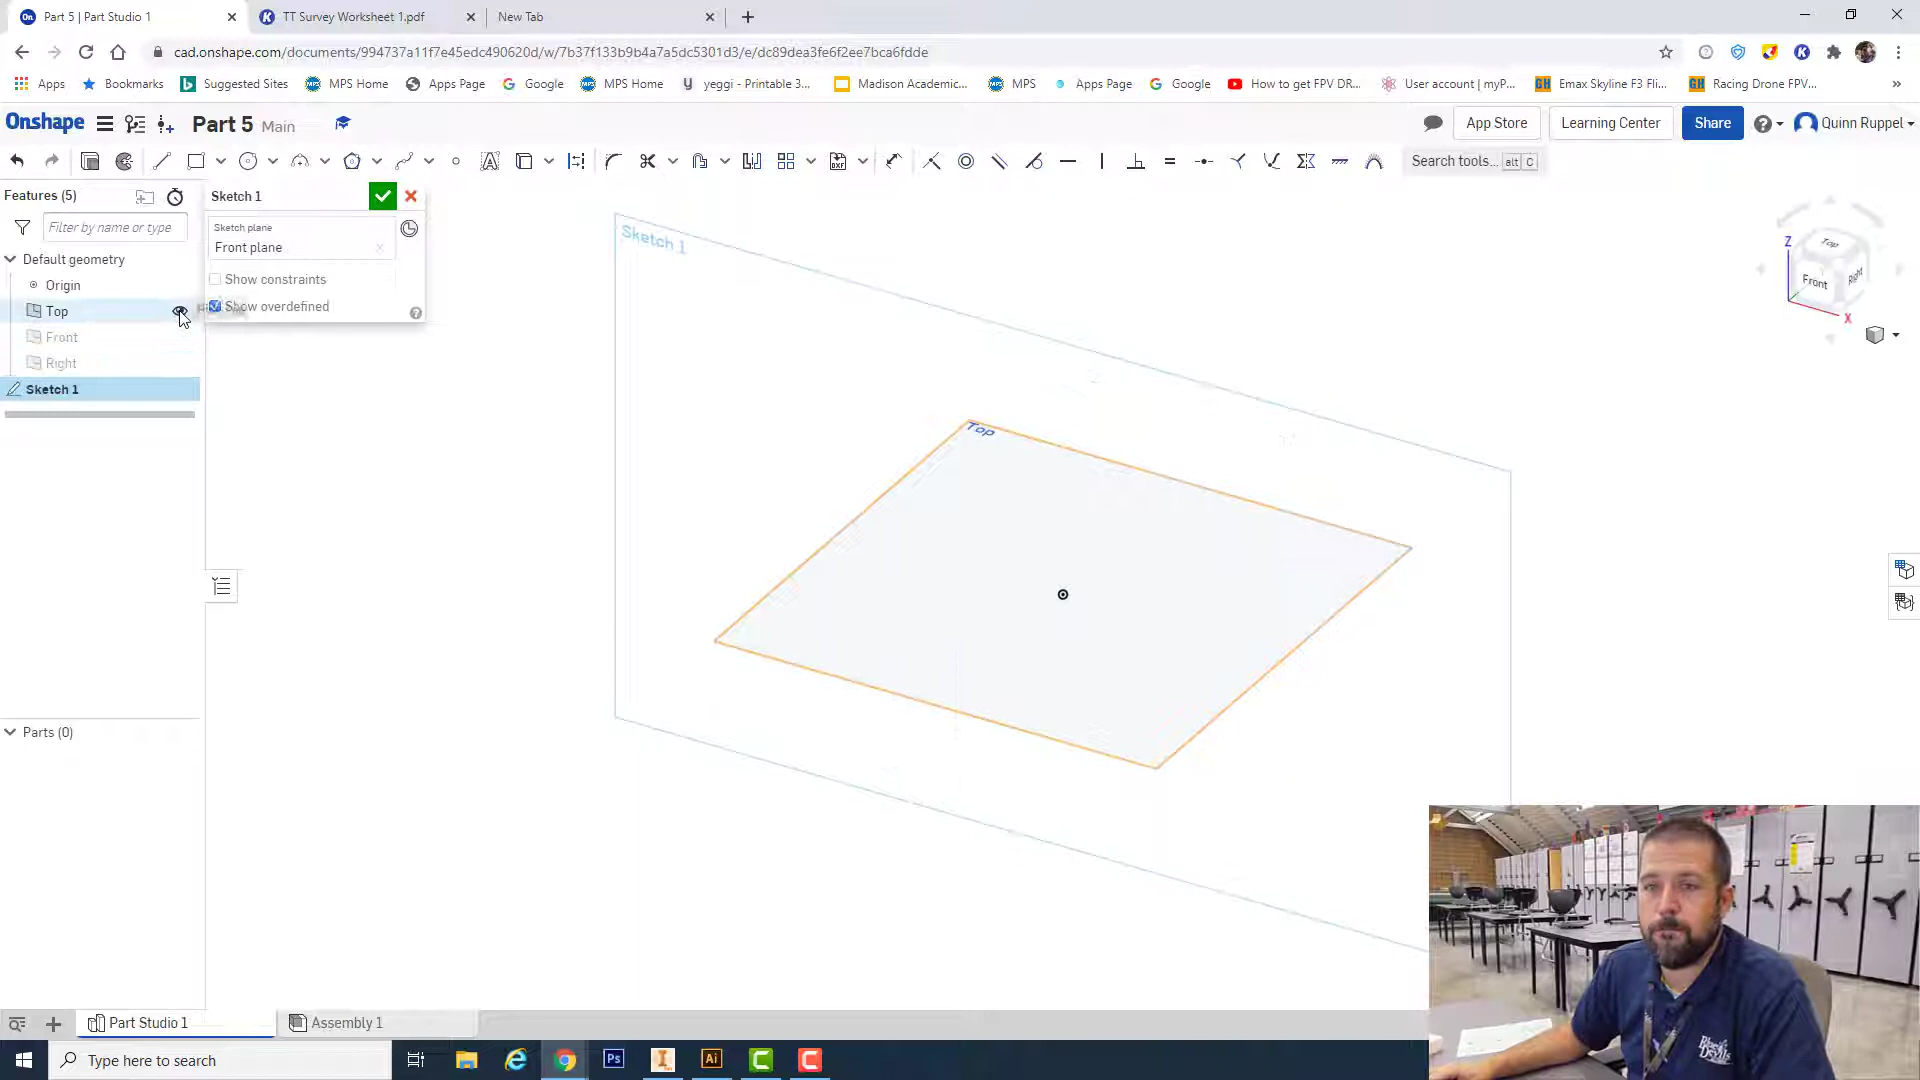 Part 5 | Part Studio 1
TT Survey Worksheet 1.pdf
New Tab
cad.onshape.com/documents/994737a11f7e45edc490620d/w/7b37f133b9b4a7a5dc5301d3/e/dc89dea3fe6f2ee7bca6fdde
Apps
Bookmarks
Suggested Sites
MPS Home
Apps Page
Google
MPS Home
yeggi - Printable 3...
Madison Academic...
MPS
Apps Page
Google
How to get FPV DR...
User account | myP...
Emax Skyline F3 Fli...
Racing Drone FPV...
Onshape
Part 5 Main
App Store
Learning Center
Share
Quinn Ruppel
Search tools... alt C
Features (5)
Filter by name or type
Default geometry
Origin
Top
Front
Right
Sketch 1
Sketch 1
Sketch plane
Front plane
Show constraints
Show overdefined
Sketch 1
Top
Top
Front
Right
Z
X
Parts (0)
Part Studio 1
Assembly 1
Type here to search
Ps
Ai